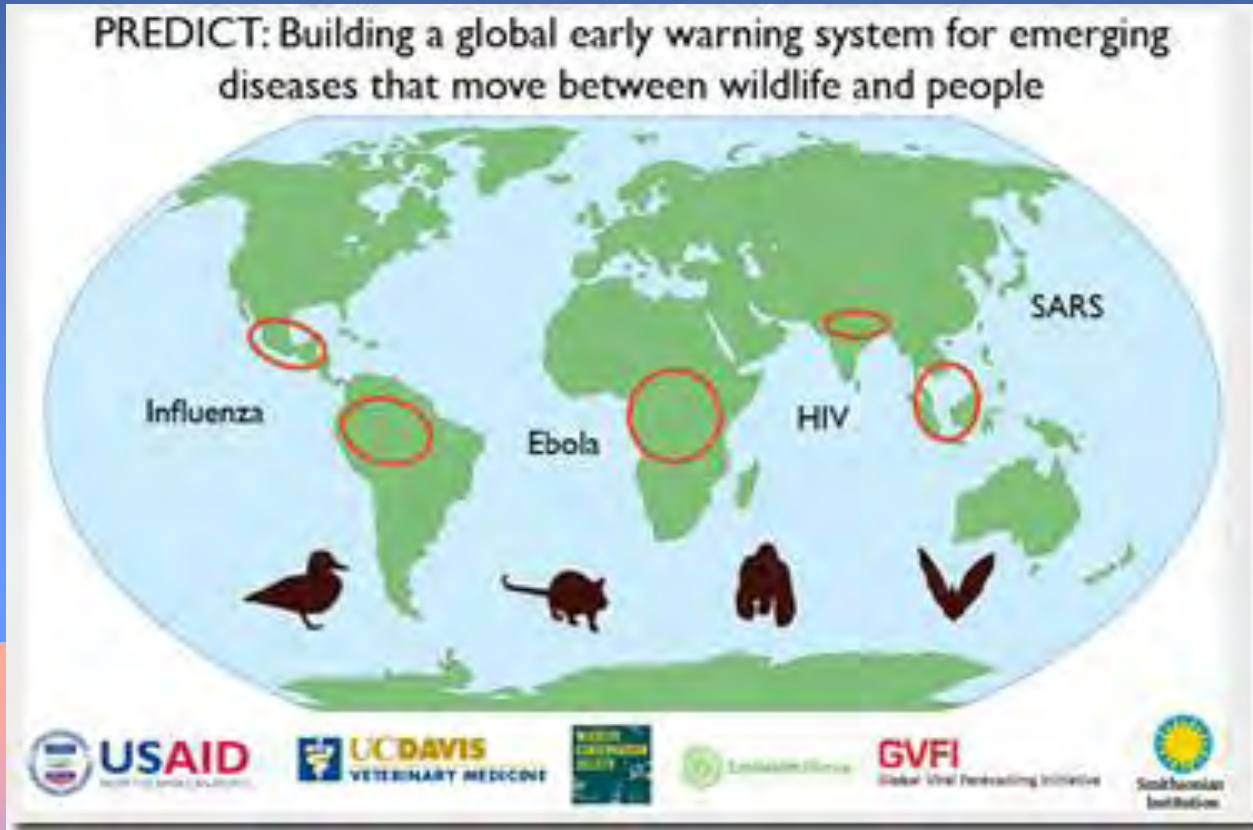 PREDICT: Building a global early warning system for emerging
diseases that move between wildlife and people
SARS
Influenza
HIV
Ebola
USAID
UCDAVIS
VETERINARY MEDICINE
GVFI
Global Viral Forecasting Initiative
Smithsonian
Institution